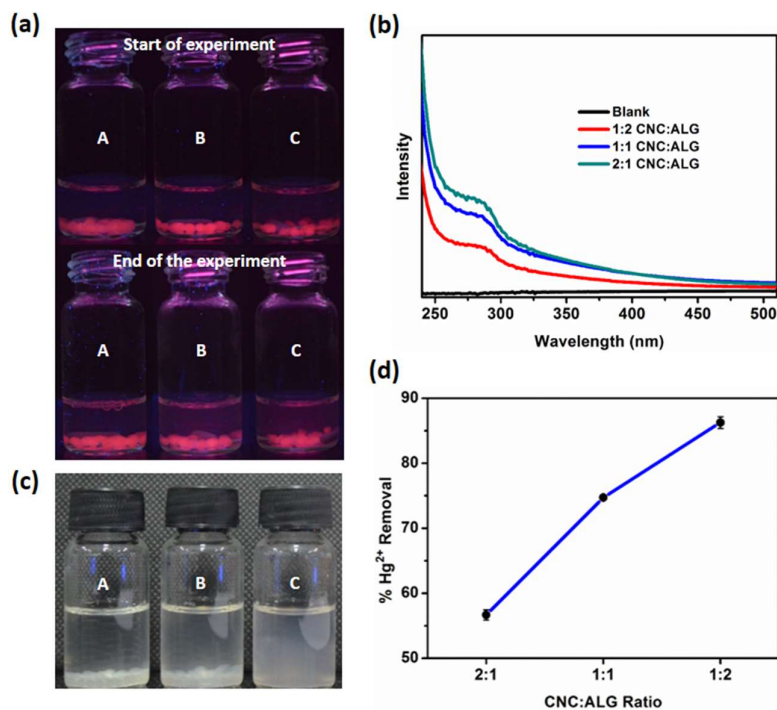 (a)
Start of experiment
A
B
C
End of the experiment
A
B
C
(b)
Intensity
Blank
1:2 CNC:ALG
1:1 CNC:ALG
2:1 CNC:ALG
250
300
350
400
450
500
Wavelength (nm)
(c)
A
B
C
(d)
% Hg²⁺ Removal
90
80
70
60
50
2:1
1:1
1:2
CNC:ALG Ratio